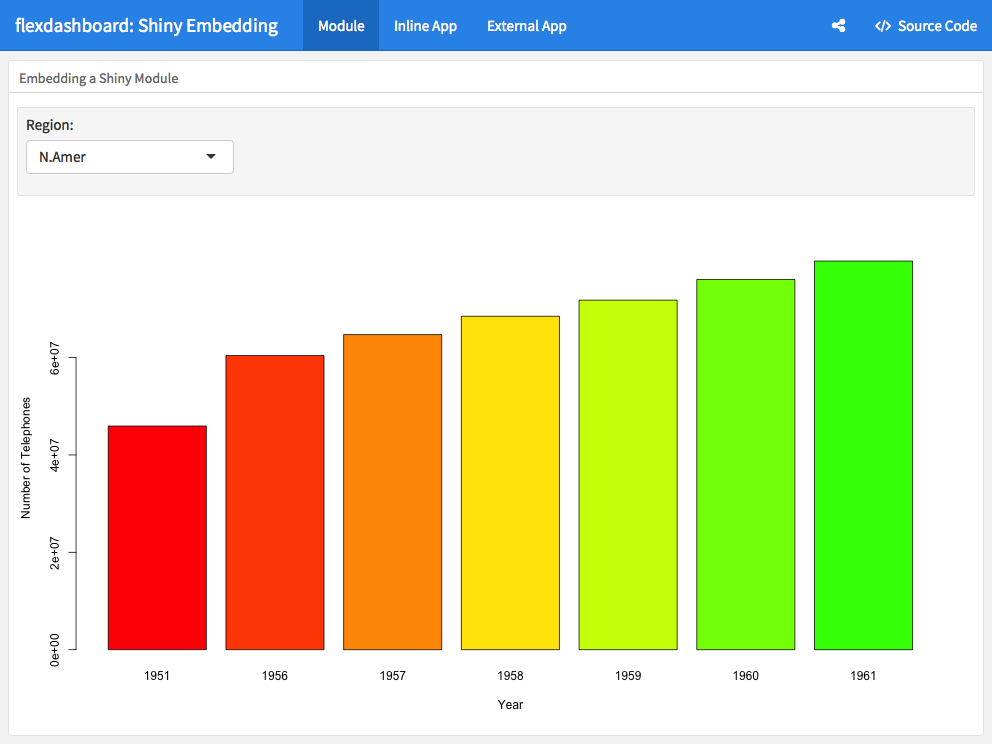 flexdashboard: Shiny Embedding Module Inline App External App </> Source Code
Embedding a Shiny Module
Region:
N.Amer
Number of Telephones
6e+07
4e+07
2e+07
0e+00
1951 1956 1957 1958 1959 1960 1961
Year